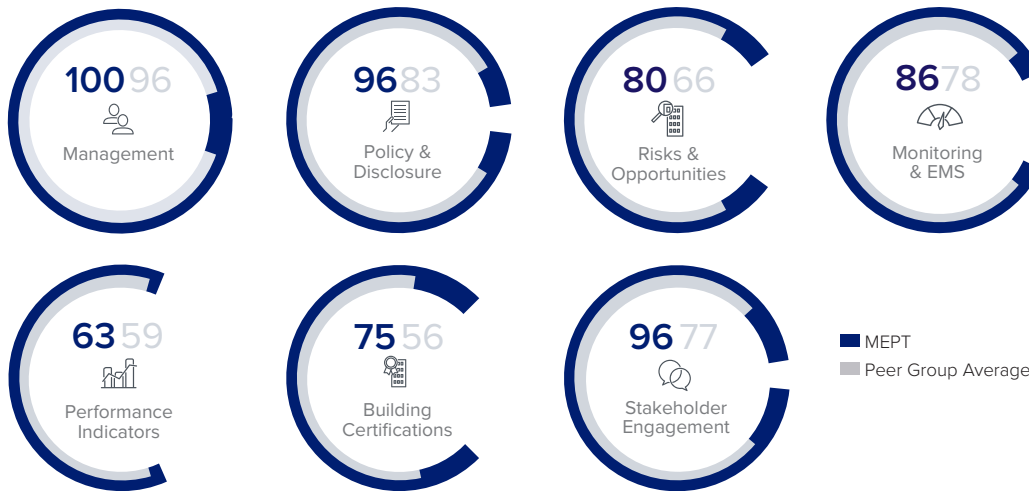 100 96
Management
96 83
Policy &
Disclosure
80 66
Risks &
Opportunities
86 78
Monitoring
& EMS
63 59
Performance
Indicators
75 56
Building
Certifications
96 77
Stakeholder
Engagement
MEPT
Peer Group Average